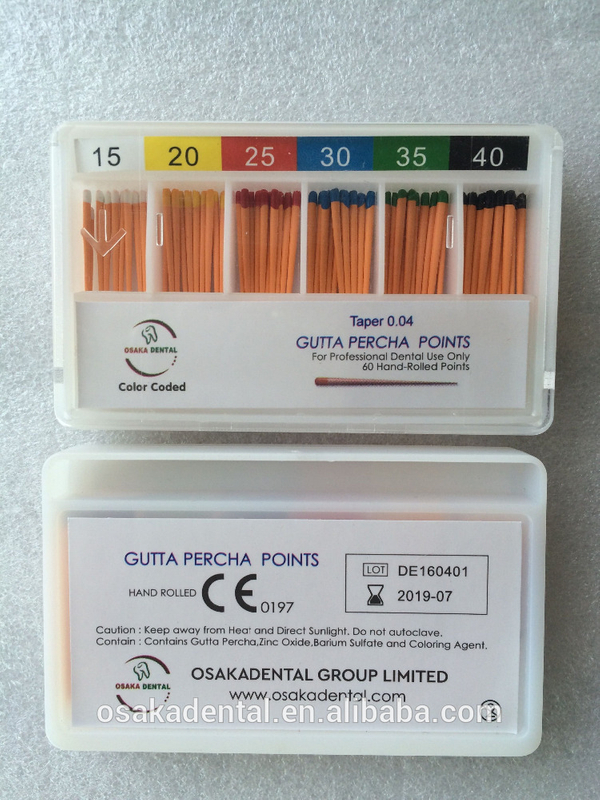 15 20 25 30 35 40
Taper 0.04
GUTTA PERCHA POINTS
For Professional Dental Use Only
60 Hand-Rolled Points
OSAKA DENTAL
Color Coded
GUTTA PERCHA POINTS
HAND ROLLED CE 0197
LOT DE160401
2019-07
Caution : Keep away from Heat and Direct Sunlight. Do not autoclave.
Contain : Contains Gutta Percha,Zinc Oxide,Barium Sulfate and Coloring Agent.
OSAKA DENTAL
OSAKADENTAL GROUP LIMITED
www.osakadental.com
osakadental.en.alibaba.com